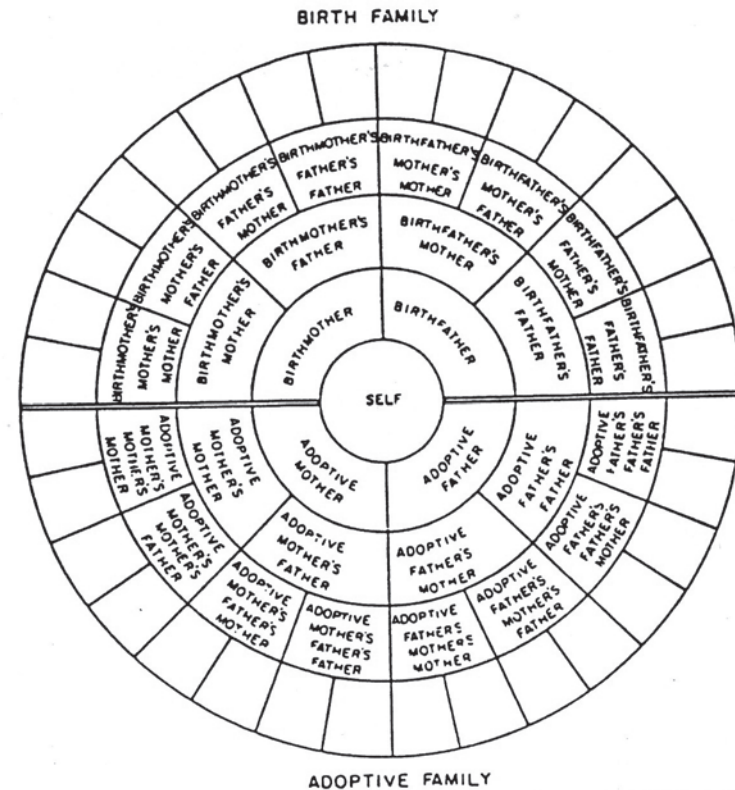 BIRTH FAMILY
BIRTHMOTHER'S
MOTHER'S
MOTHER
BIRTHMOTHER'S
MOTHER'S
FATHER
BIRTHMOTHER'S
FATHER'S
MOTHER
BIRTHMOTHER'S
FATHER'S
FATHER
BIRTHFATHER'S
MOTHER'S
MOTHER
BIRTHFATHER'S
MOTHER'S
FATHER
BIRTHFATHER'S
FATHER'S
MOTHER
BIRTHFATHER'S
FATHER'S
FATHER
BIRTHMOTHER'S
MOTHER
BIRTHMOTHER'S
FATHER
BIRTHFATHER'S
MOTHER
BIRTHFATHER'S
FATHER
BIRTHMOTHER
BIRTHFATHER
SELF
ADOPTIVE
MOTHER
ADOPTIVE
FATHER
ADOPTIVE
MOTHER'S
MOTHER
ADOPTIVE
MOTHER'S
FATHER
ADOPTIVE
FATHER'S
MOTHER
ADOPTIVE
FATHER'S
FATHER
ADOPTIVE
MOTHER'S
MOTHER'S
MOTHER
ADOPTIVE
MOTHER'S
MOTHER'S
FATHER
ADOPTIVE
MOTHER'S
FATHER'S
MOTHER
ADOPTIVE
MOTHER'S
FATHER'S
FATHER
ADOPTIVE
FATHERS
MOTHERS
MOTHER
ADOPTIVE
FATHER'S
MOTHER'S
FATHER
ADOPTIVE
FATHER'S
FATHER'S
MOTHER
ADOPTIVE
FATHER'S
FATHER'S
FATHER
ADOPTIVE FAMILY